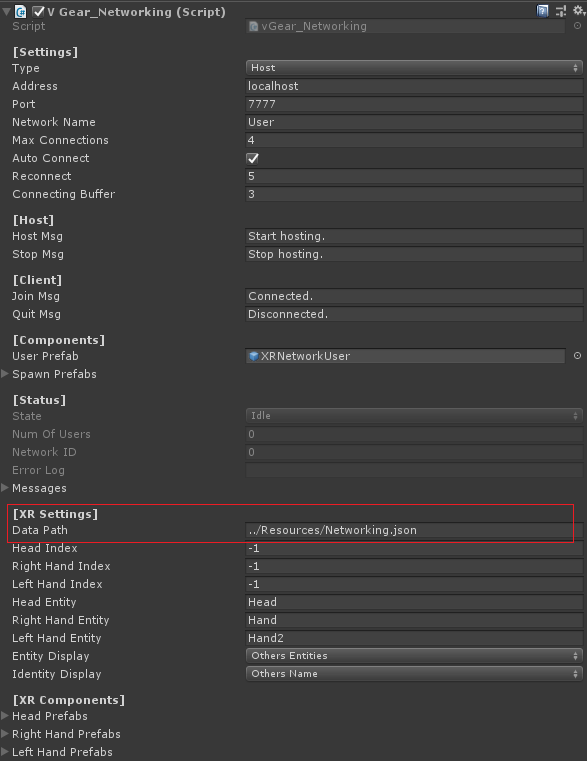 V Gear_Networking (Script)
Script vGear_Networking
[Settings]
Type Host
Address localhost
Port 7777
Network Name User
Max Connections 4
Auto Connect
Reconnect 5
Connecting Buffer 3
[Host]
Host Msg Start hosting.
Stop Msg Stop hosting.
[Client]
Join Msg Connected.
Quit Msg Disconnected.
[Components]
User Prefab XRNetworkUser
Spawn Prefabs
[Status]
State Idle
Num Of Users 0
Network ID 0
Error Log
Messages
[XR Settings]
Data Path ../Resources/Networking.json
Head Index -1
Right Hand Index -1
Left Hand Index -1
Head Entity Head
Right Hand Entity Hand
Left Hand Entity Hand2
Entity Display Others Entities
Identity Display Others Name
[XR Components]
Head Prefabs
Right Hand Prefabs
Left Hand Prefabs